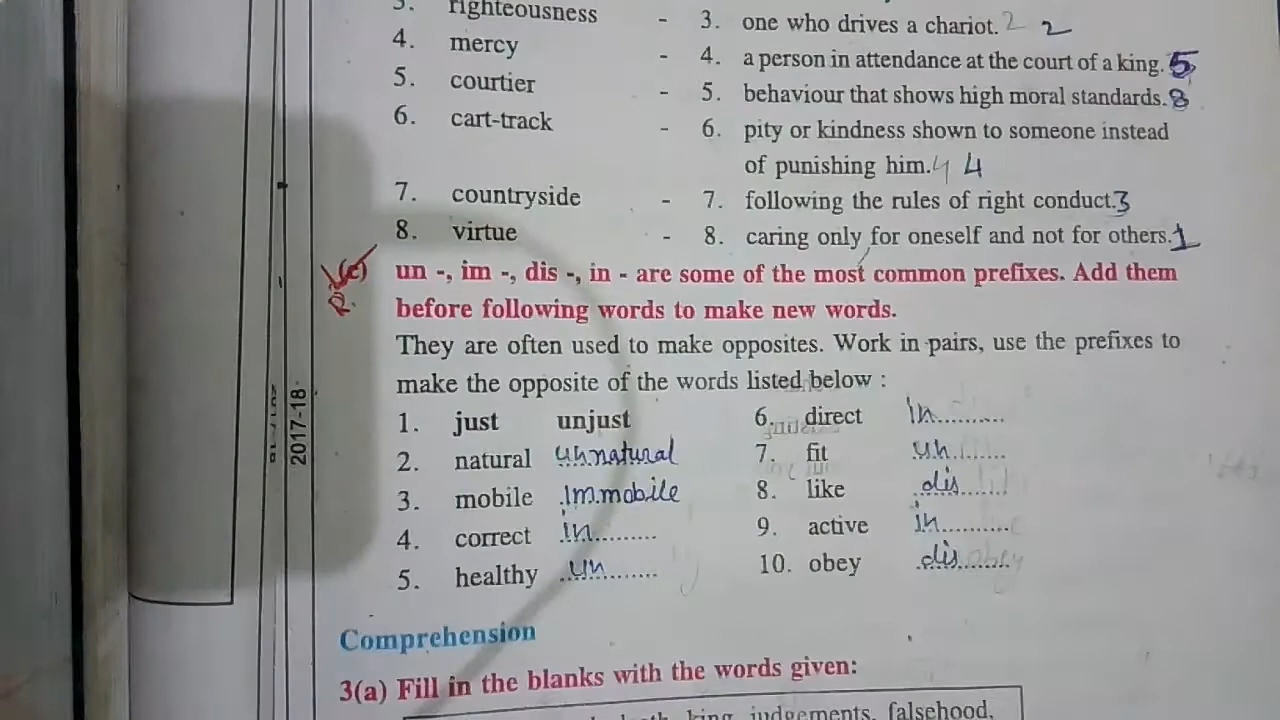 3. righteousness - 3. one who drives a chariot. 2 2
4. mercy - 4. a person in attendance at the court of a king. 5
5. courtier - 5. behaviour that shows high moral standards. 8
6. cart-track - 6. pity or kindness shown to someone instead
of punishing him. 4 4
7. countryside - 7. following the rules of right conduct. 3
8. virtue - 8. caring only for oneself and not for others. 1
(c) un -, im -, dis -, in - are some of the most common prefixes. Add them
before following words to make new words.
They are often used to make opposites. Work in pairs, use the prefixes to
make the opposite of the words listed below :
1. just unjust 6. direct in..........
2. natural unnatural 7. fit un..........
3. mobile immobile 8. like dis..........
4. correct in.......... 9. active in..........
5. healthy un.......... 10. obey disobey
2017-18
Comprehension
3(a) Fill in the blanks with the words given:
king, judgements, falsehood,